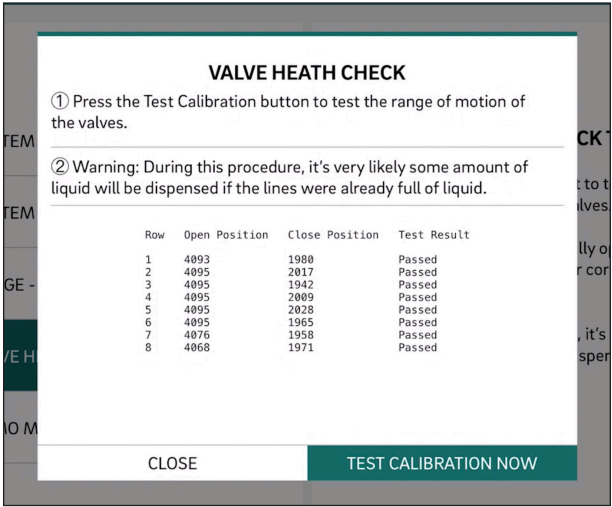 VALVE HEATH CHECK
① Press the Test Calibration button to test the range of motion of
the valves.
② Warning: During this procedure, it's very likely some amount of
liquid will be dispensed if the lines were already full of liquid.
Row Open Position Close Position Test Result
1 4093 1980 Passed
2 4095 2017 Passed
3 4095 1942 Passed
4 4095 2009 Passed
5 4095 2028 Passed
6 4095 1965 Passed
7 4076 1958 Passed
8 4068 1971 Passed
CLOSE TEST CALIBRATION NOW